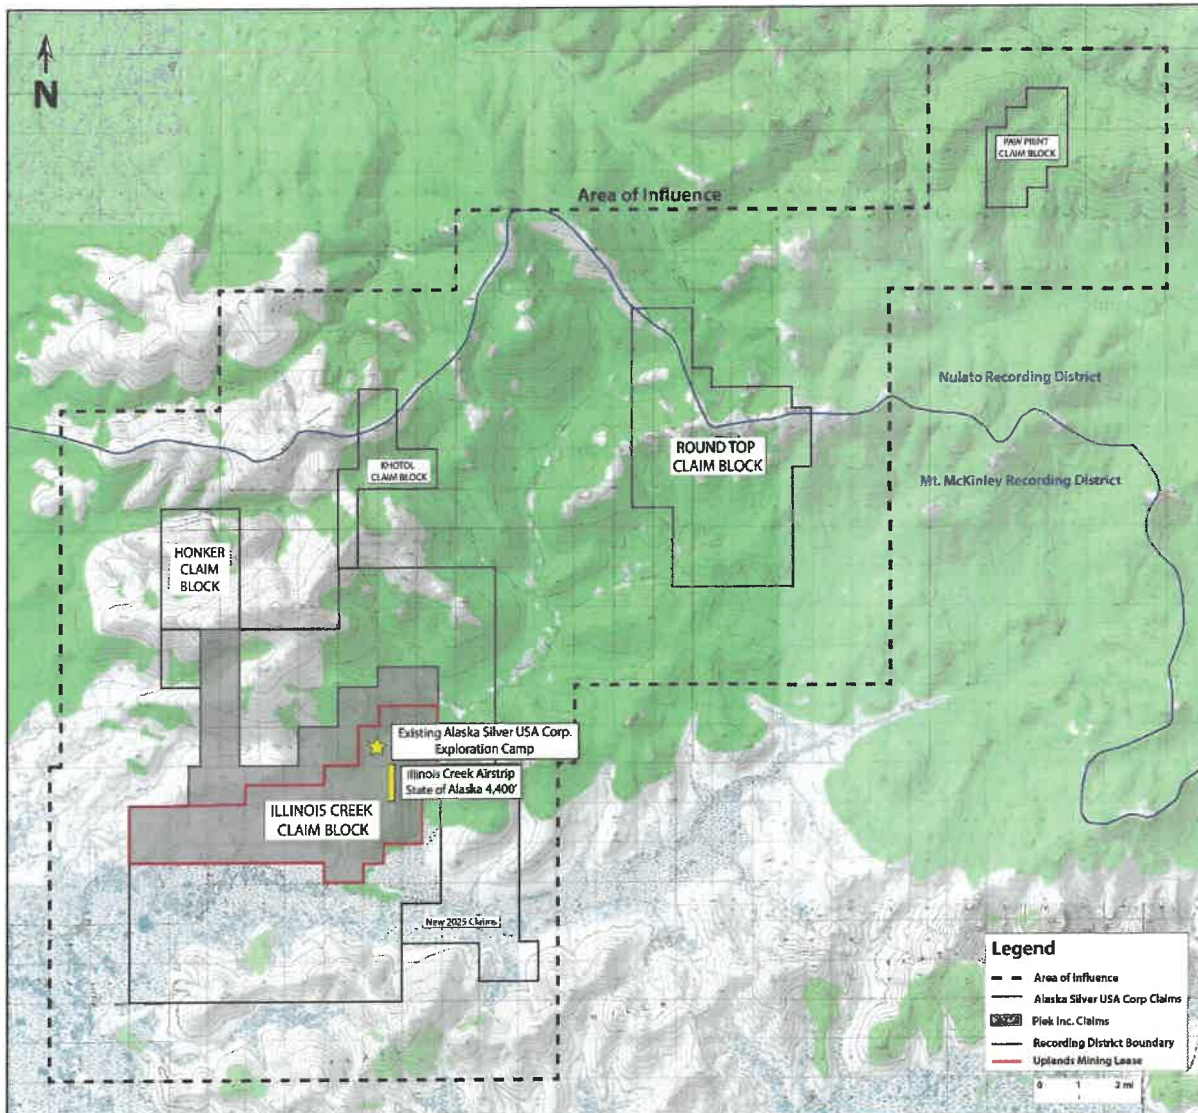 N
PAW PRINT
CLAIM BLOCK
Area of Influence
Nulato Recording District
ROUND TOP
CLAIM BLOCK
KHOTOL
CLAIM BLOCK
Mt. McKinley Recording District
HONKER
CLAIM
BLOCK
Existing Alaska Silver USA Corp.
Exploration Camp
Illinois Creek Airstrip
State of Alaska 4,400'
ILLINOIS CREEK
CLAIM BLOCK
New 2025 Claims
Legend
Area of Influence
Alaska Silver USA Corp Claims
Piek Inc. Claims
Recording District Boundary
Uplands Mining Lease
0 1 2 mi